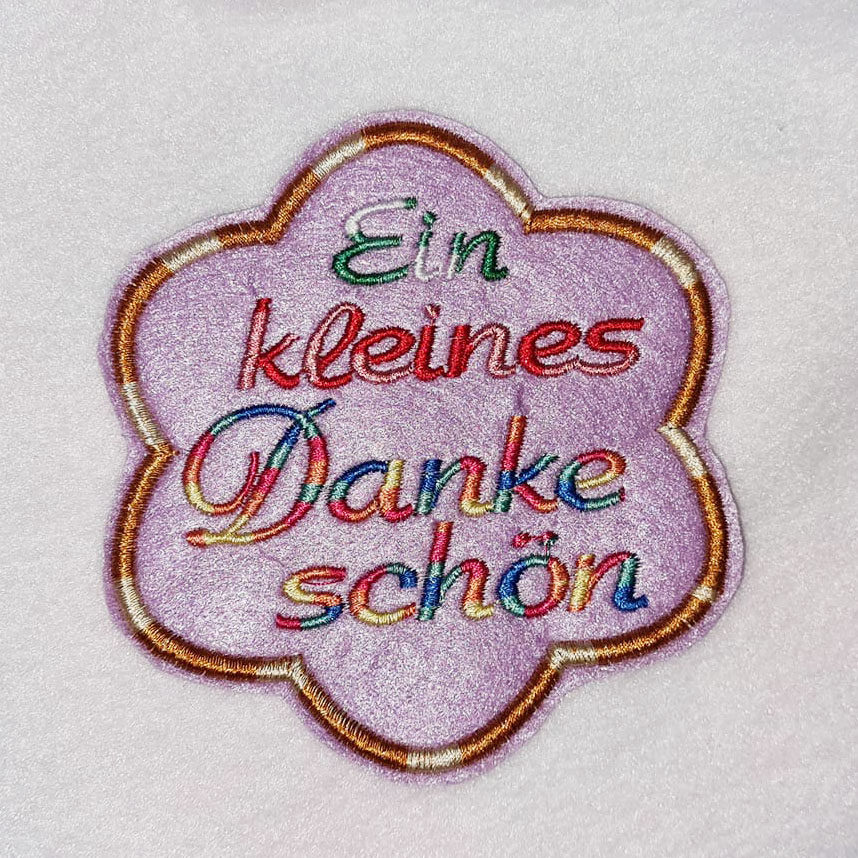 Ein
kleines
Danke
schön